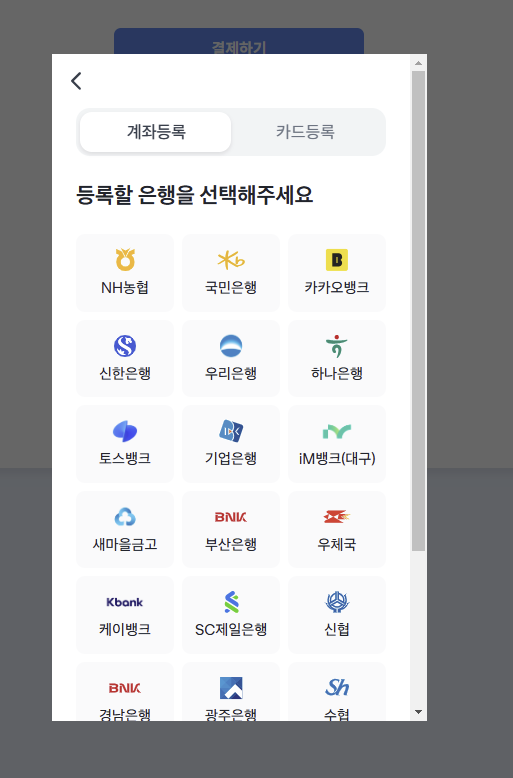 결제하기
계좌등록 카드등록
등록할 은행을 선택해주세요
NH농협 국민은행 카카오뱅크
신한은행 우리은행 하나은행
토스뱅크 기업은행 iM뱅크(대구)
BNK
새마을금고 부산은행 우체국
Kbank
케이뱅크 SC제일은행 신협
BNK Sh
경남은행 광주은행 수협